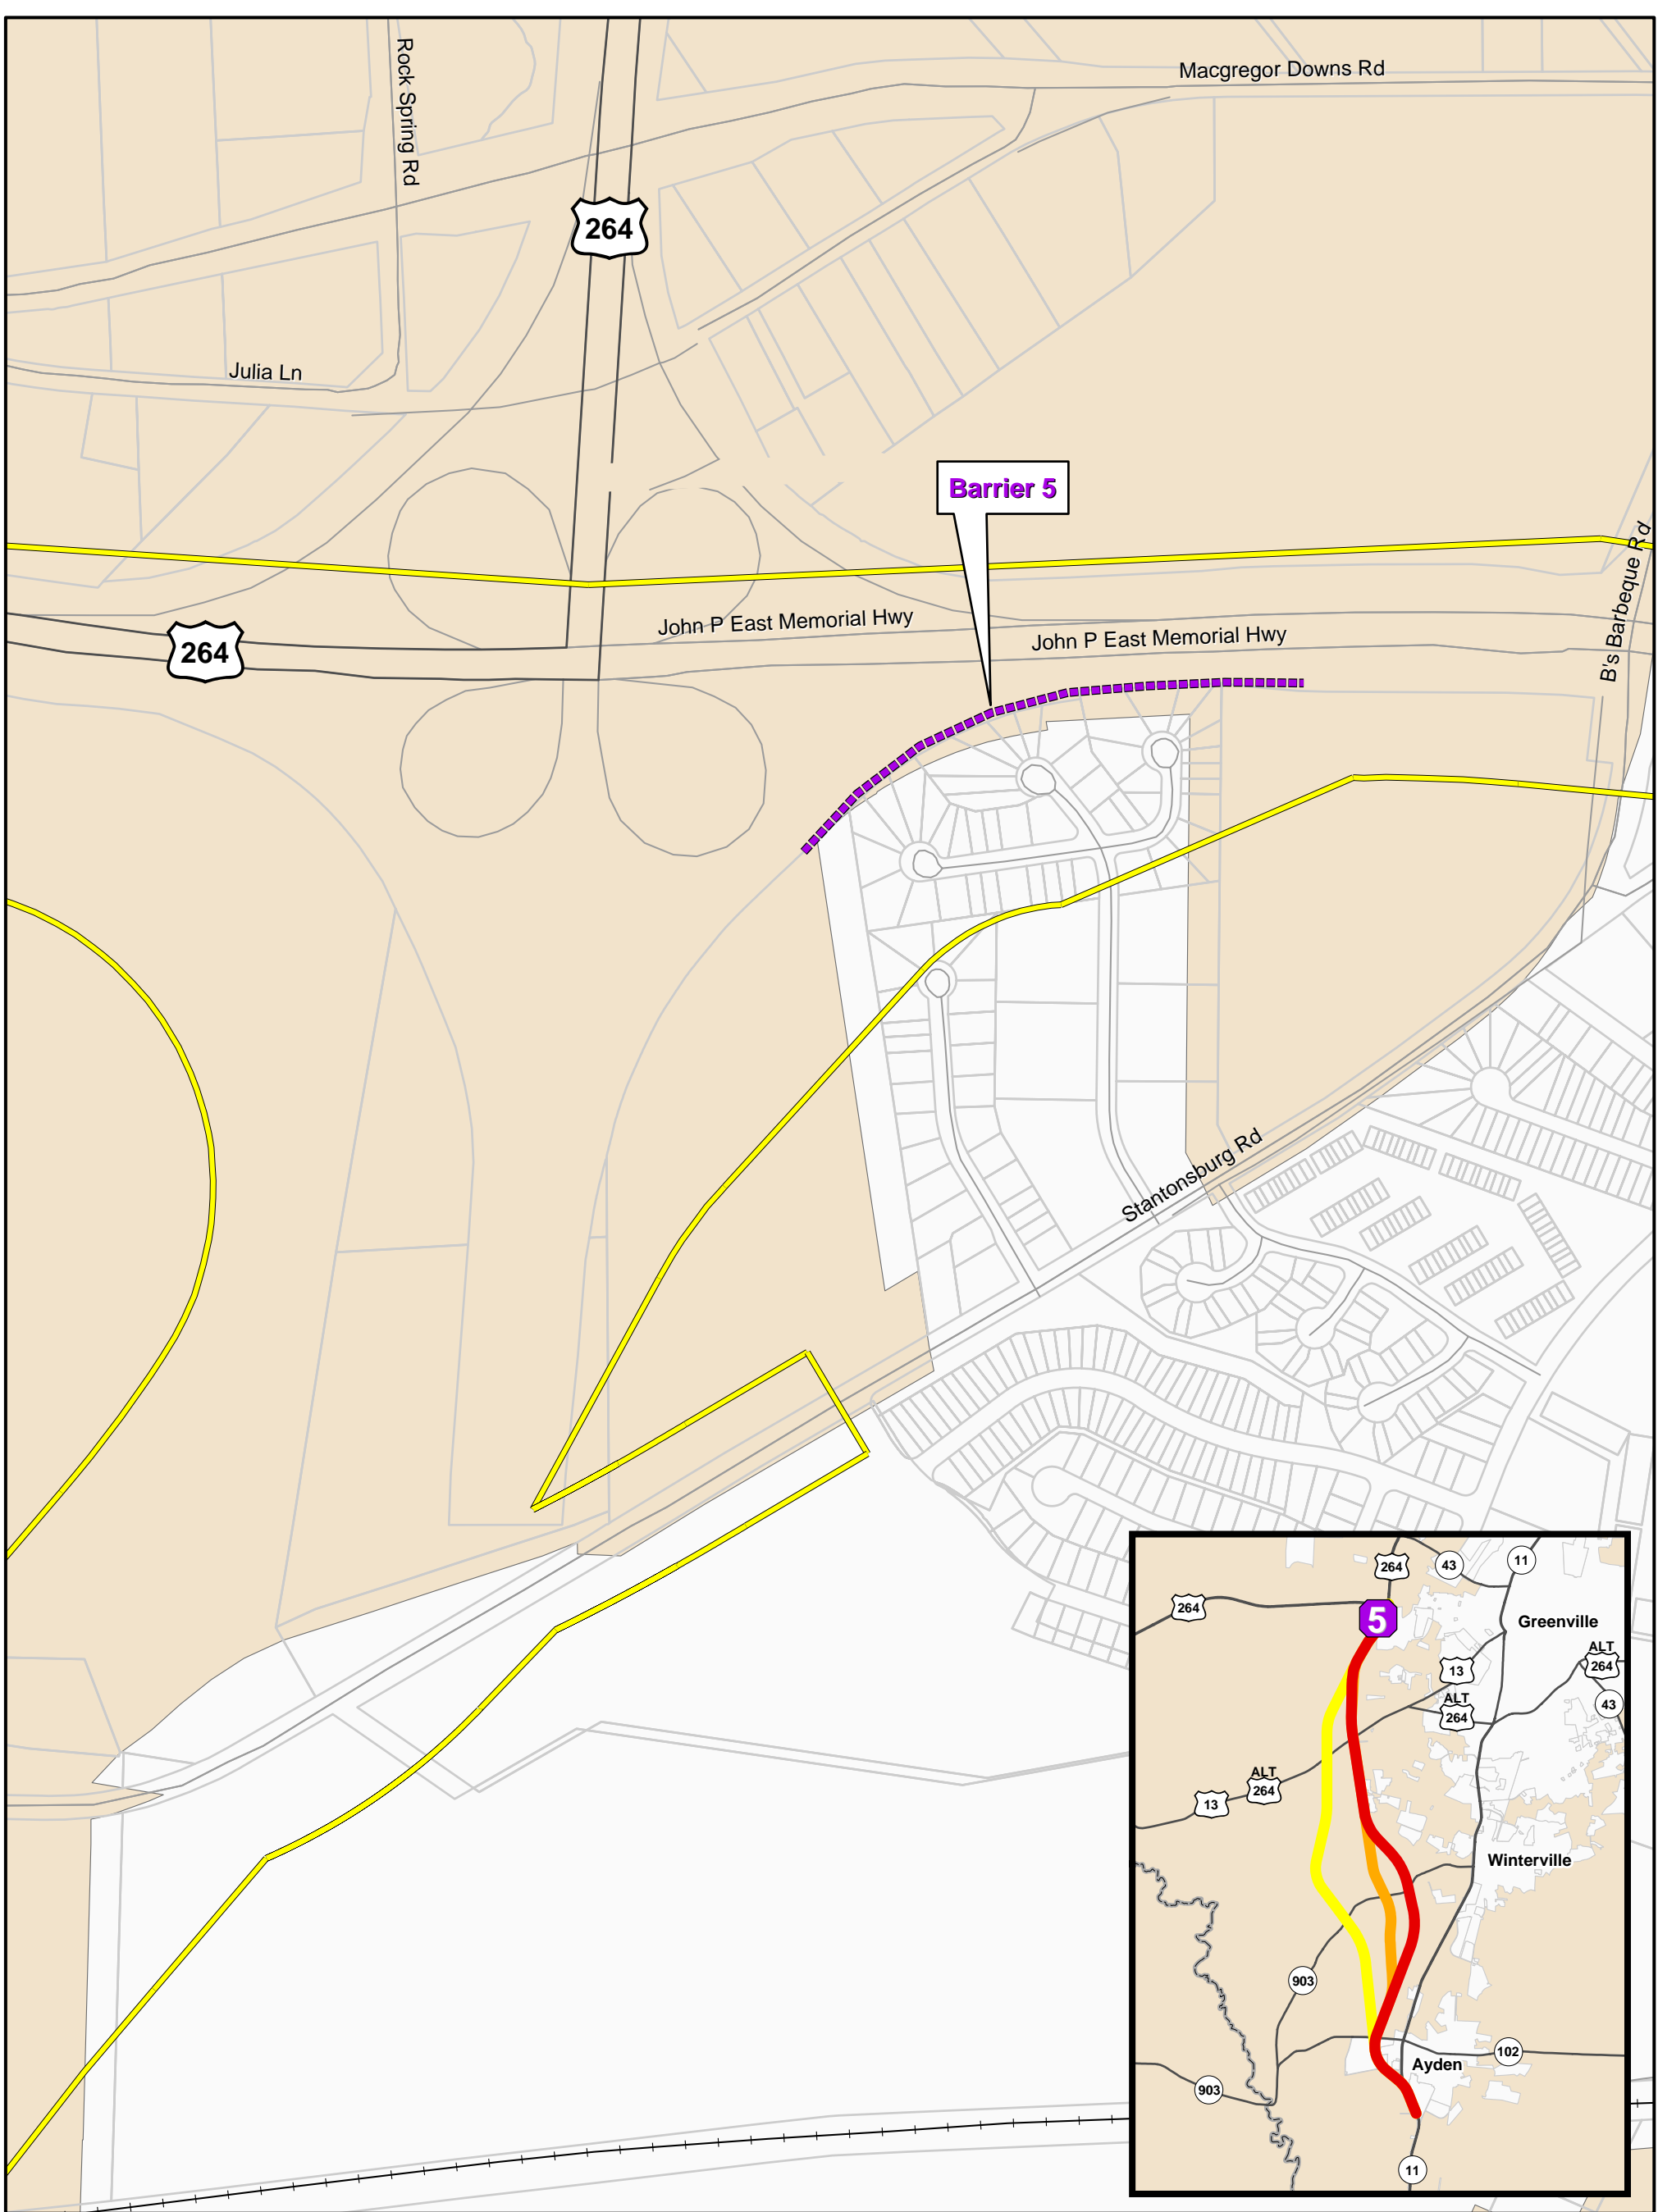 Macgregor Downs Rd
Rock Spring Rd
264
Julia Ln
Barrier 5
B's Barbeque Rd
John P East Memorial Hwy
John P East Memorial Hwy
264
Stantonsburg Rd
264
43
11
264
5
Greenville
ALT
264
13
ALT
264
43
ALT
264
13
Winterville
903
102
Ayden
903
11